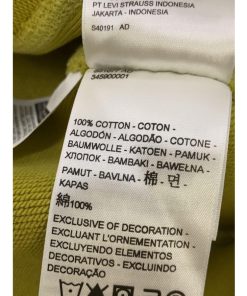 PT LEVI STRAUSS INDONESIA
JAKARTA - INDONESIA
S40191 AD
345900001
100% COTTON - COTON -
ALGODÓN - ALGODÃO - COTONE -
BAUMWOLLE - KATOEN - PAMUK -
ХЛОПОК - BAMBAKI - BAWEŁNA -
PAMUT - BAVLNA - 棉 - 면 -
KAPAS
綿100%
EXCLUSIVE OF DECORATION -
EXCLUANT L'ORNEMENTATION -
EXCLUYENDO ELEMENTOS
DECORATIVOS - EXCLUINDO
DECORAÇÃO